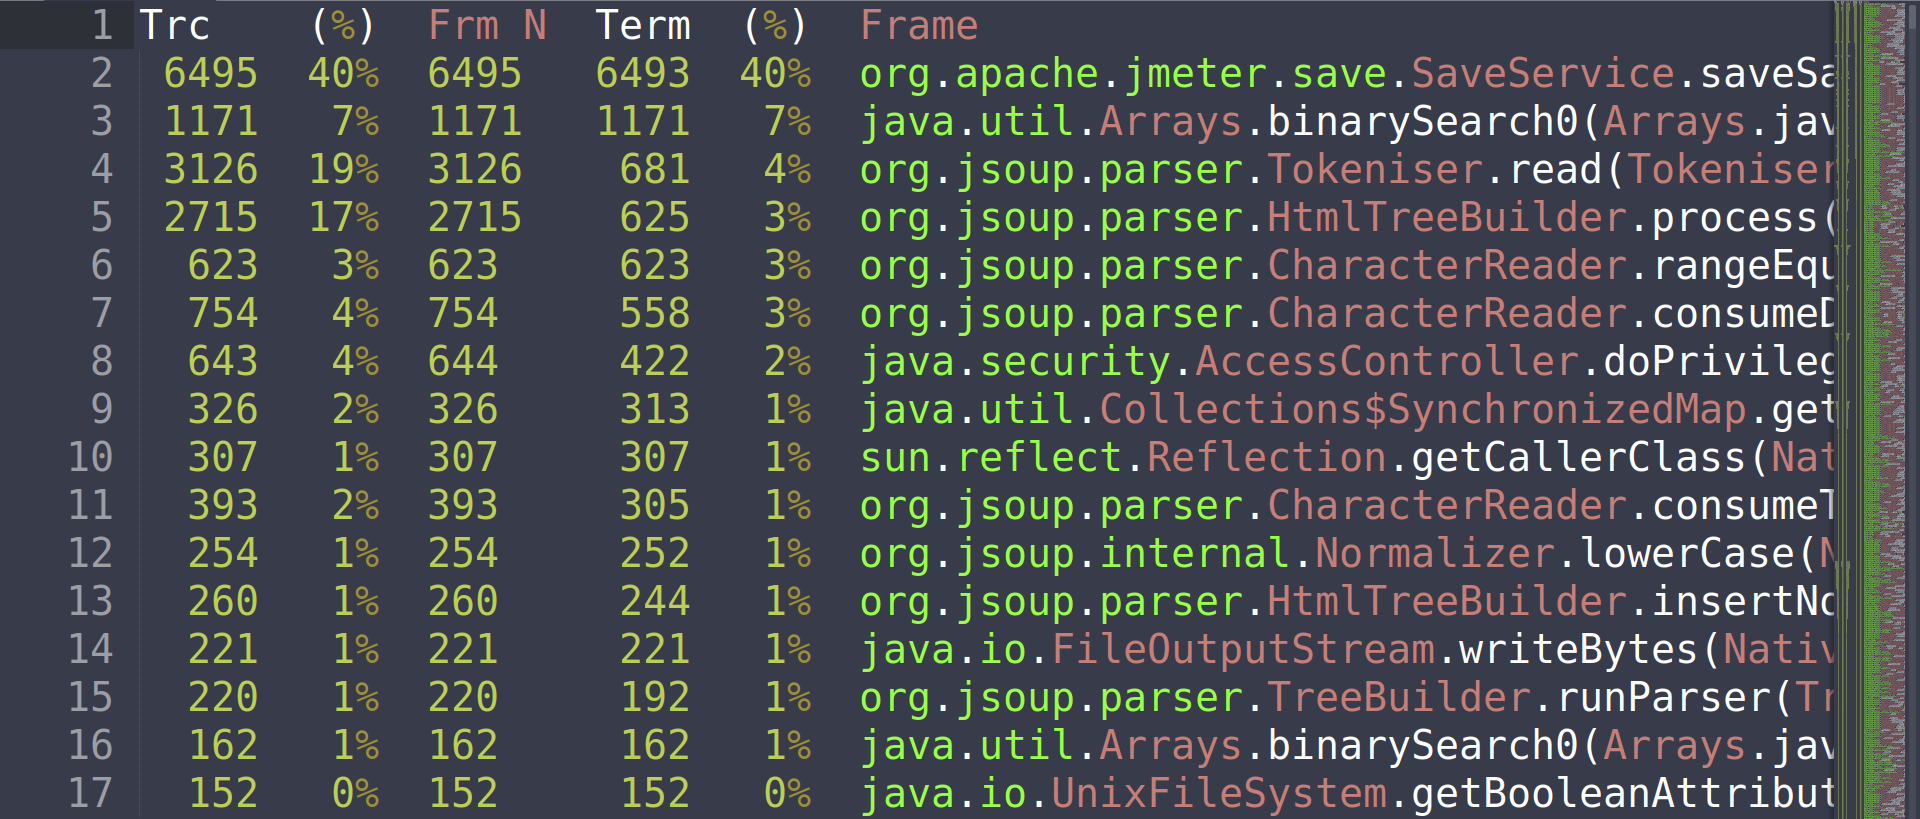 1 Trc (%) Frm N Term (%) Frame
2 6495 40% 6495 6493 40% org.apache.jmeter.save.SaveService.saveSa
3 1171 7% 1171 1171 7% java.util.Arrays.binarySearch0(Arrays.jav
4 3126 19% 3126 681 4% org.jsoup.parser.Tokeniser.read(Tokeniser
5 2715 17% 2715 625 3% org.jsoup.parser.HtmlTreeBuilder.process(
6 623 3% 623 623 3% org.jsoup.parser.CharacterReader.rangeEqu
7 754 4% 754 558 3% org.jsoup.parser.CharacterReader.consumeD
8 643 4% 644 422 2% java.security.AccessController.doPrivileg
9 326 2% 326 313 1% java.util.Collections$SynchronizedMap.get
10 307 1% 307 307 1% sun.reflect.Reflection.getCallerClass(Nat
11 393 2% 393 305 1% org.jsoup.parser.CharacterReader.consumeT
12 254 1% 254 252 1% org.jsoup.internal.Normalizer.lowerCase(N
13 260 1% 260 244 1% org.jsoup.parser.HtmlTreeBuilder.insertNo
14 221 1% 221 221 1% java.io.FileOutputStream.writeBytes(Nativ
15 220 1% 220 192 1% org.jsoup.parser.TreeBuilder.runParser(Tr
16 162 1% 162 162 1% java.util.Arrays.binarySearch0(Arrays.jav
17 152 0% 152 152 0% java.io.UnixFileSystem.getBooleanAttribut